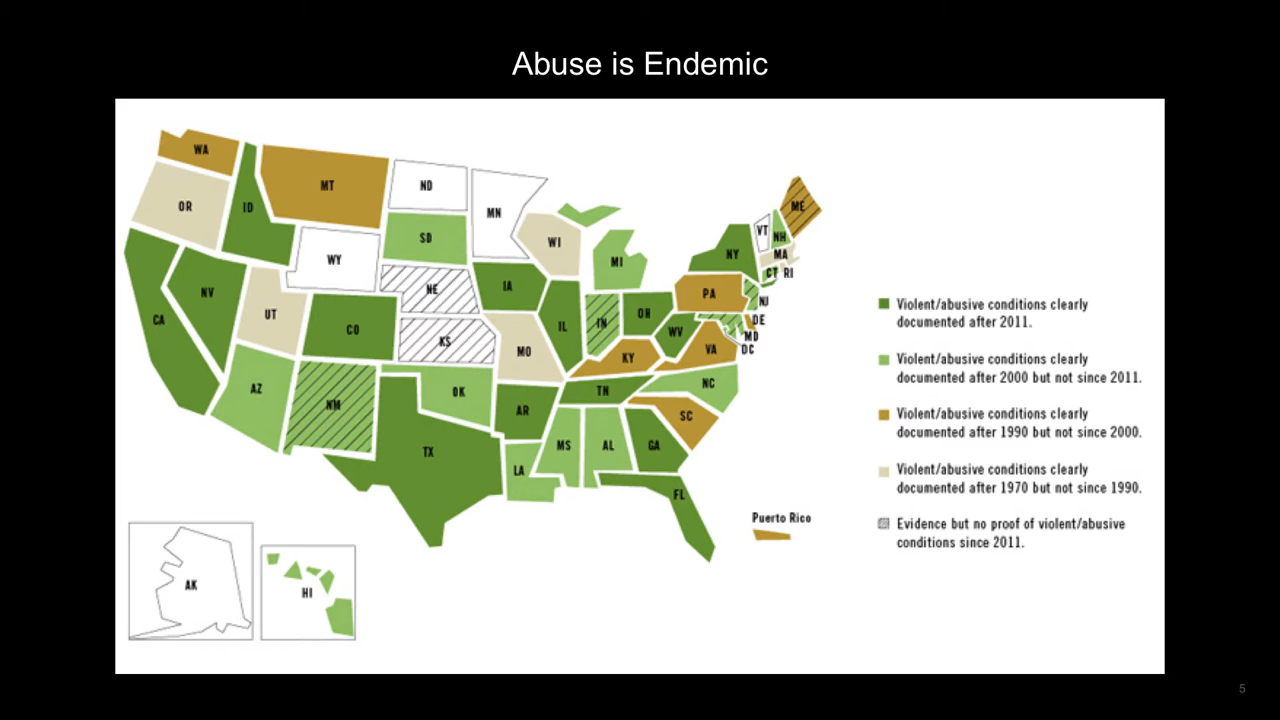 Abuse is Endemic
WA
MT
ND
MN
OR
ID
SD
WI
MI
ME
VT
NH
NY
MA
CT RI
WY
NE
IA
PA
NJ
DE
MD
DC
NV
UT
CO
KS
IL
IN
OH
WV
VA
CA
MO
KY
AZ
NM
OK
AR
TN
NC
SC
TX
LA
MS
AL
GA
FL
Puerto Rico
AK
HI
Violent/abusive conditions clearly
documented after 2011.
Violent/abusive conditions clearly
documented after 2000 but not since 2011.
Violent/abusive conditions clearly
documented after 1990 but not since 2000.
Violent/abusive conditions clearly
documented after 1970 but not since 1990.
Evidence but no proof of violent/abusive
conditions since 2011.
5